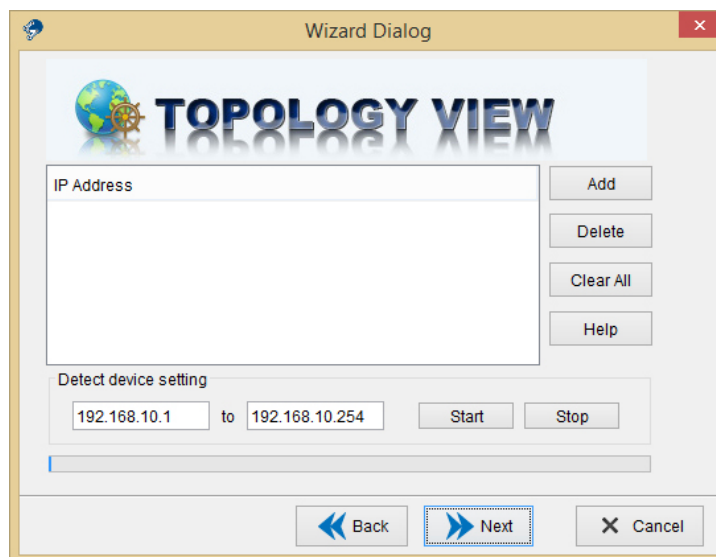 Wizard Dialog
TOPOLOGY VIEW
IP Address
Add
Delete
Clear All
Help
Detect device setting
192.168.10.1 to 192.168.10.254 Start Stop
Back Next Cancel